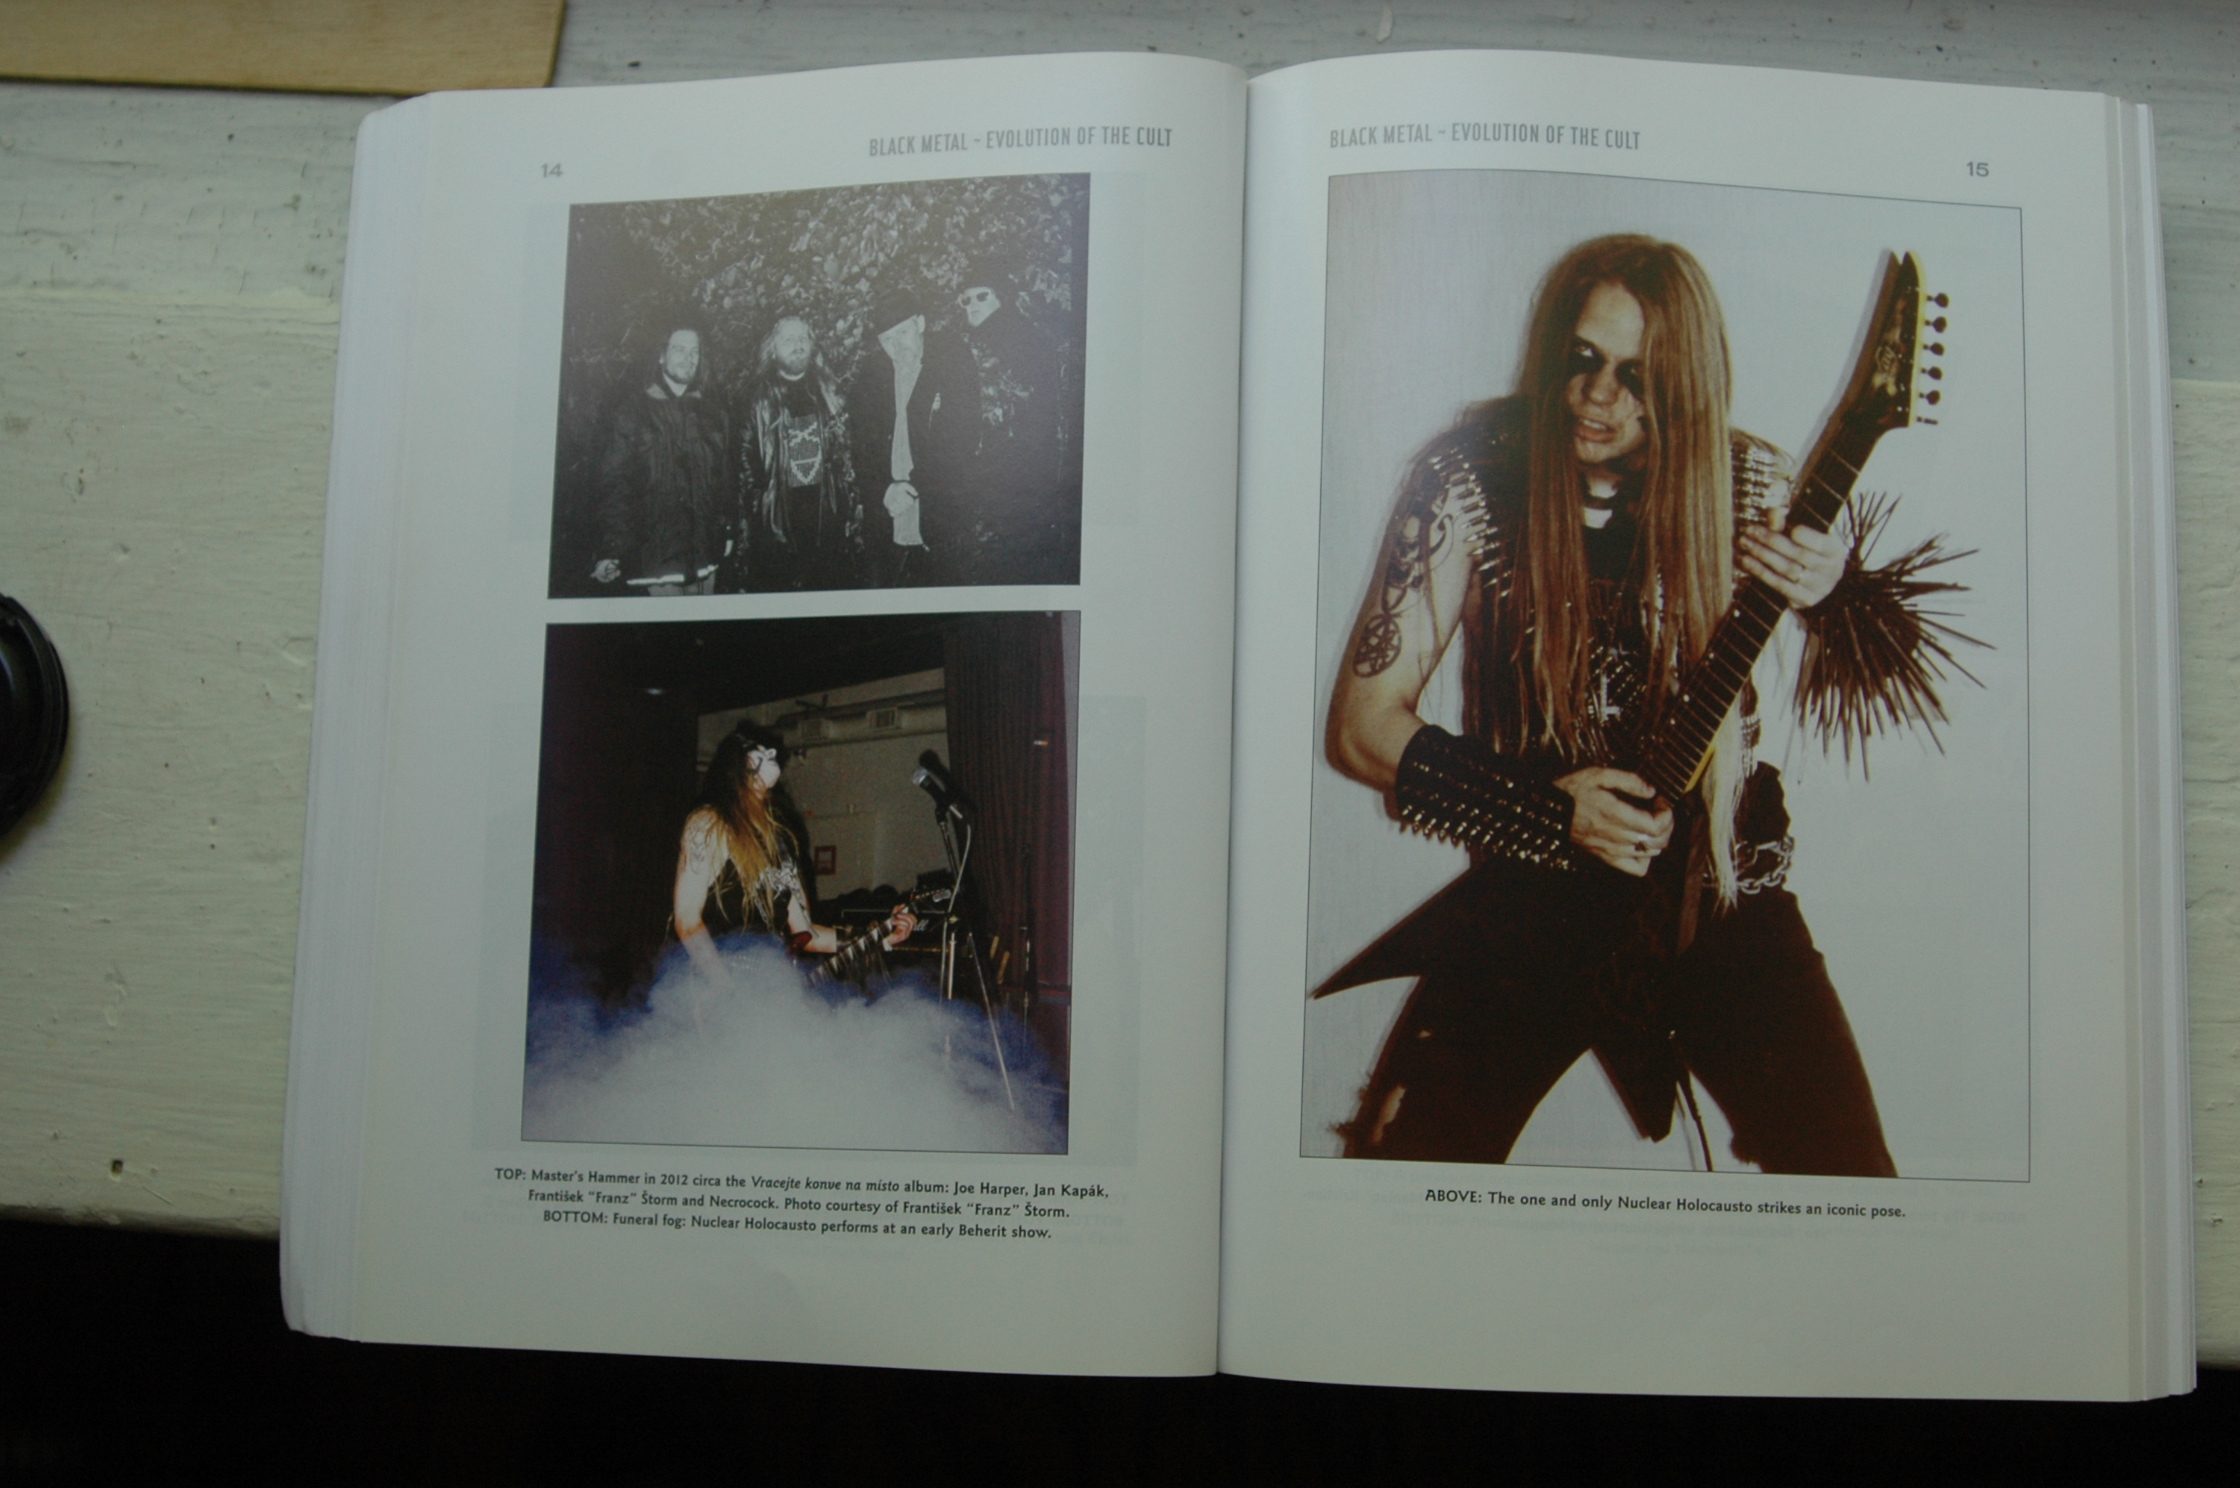 BLACK METAL - EVOLUTION OF THE CULT
14
TOP: Master's Hammer in 2012 circa the Vracejte konve na místo album: Joe Harper, Jan Kapák,
František "Franz" Štorm and Necrocock. Photo courtesy of František "Franz" Štorm.
BOTTOM: Funeral fog: Nuclear Holocausto performs at an early Beherit show.
BLACK METAL - EVOLUTION OF THE CULT
15
ABOVE: The one and only Nuclear Holocausto strikes an iconic pose.